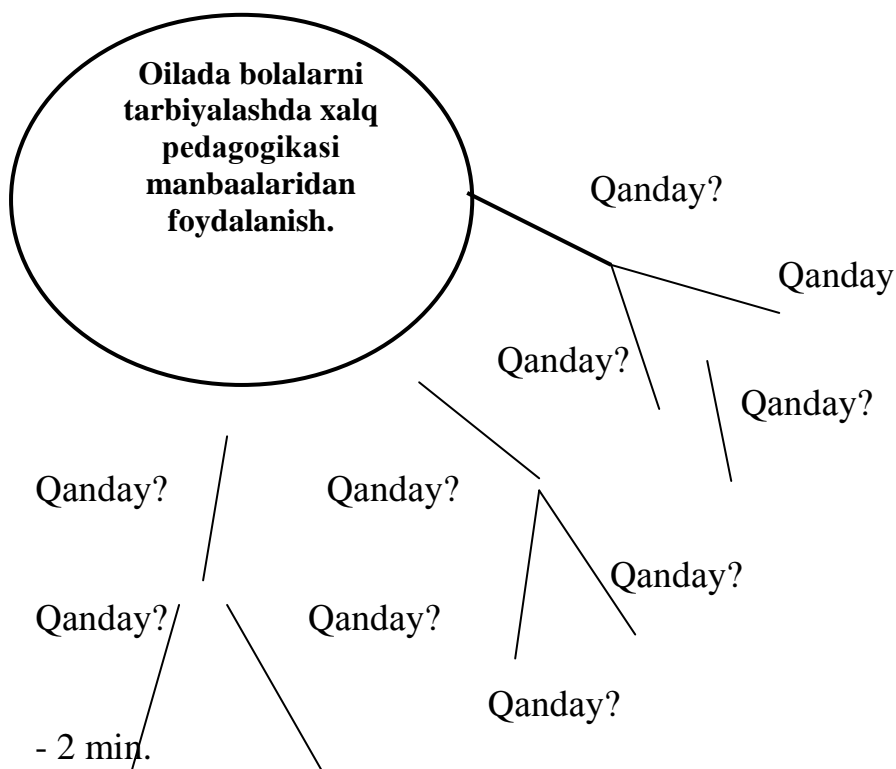 Oilada bolalarni
tarbiyalashda xalq
pedagogikasi
manbaalaridan
foydalanish.
Qanday?
Qanday
Qanday?
Qanday?
Qanday?
Qanday?
Qanday?
Qanday?
Qanday?
Qanday?
- 2 min.